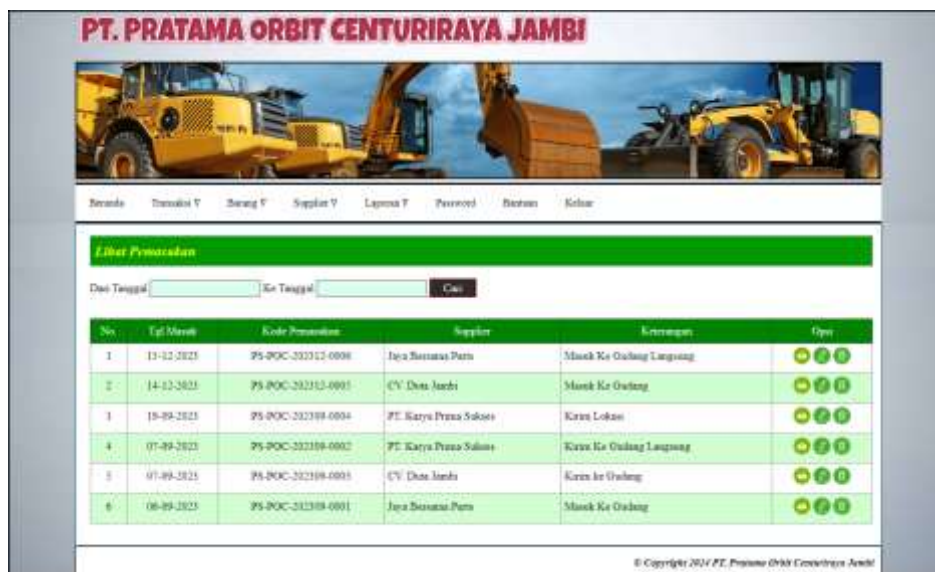 PT. PRATAMA ORBIT CENTURIRAYA JAMBI
Beranda Transaksi ∇ Barang ∇ Supplier ∇ Laporan ∇ Password Bantuan Keluar
Lihat Pemasukan
Dari Tanggal Ke Tanggal Cari
No. Tgl Masuk Kode Pemasukan Supplier Keterangan Opsi
1 15-12-2023 PS-POC-202312-0006 Jaya Bersama Parts Masuk Ke Gudang Langsung
2 14-12-2023 PS-POC-202312-0005 CV. Duta Jambi Masuk Ke Gudang
3 18-09-2023 PS-POC-202309-0004 PT. Karya Prima Sukses Kirim Lokasi
4 07-09-2023 PS-POC-202309-0002 PT. Karya Prima Sukses Kirim Ke Gudang Langsung
5 07-09-2023 PS-POC-202309-0003 CV. Duta Jambi Kirim ke Gudang
6 06-09-2023 PS-POC-202309-0001 Jaya Bersama Parts Masuk Ke Gudang
© Copyright 2024 PT. Pratama Orbit Centuriraya Jambi